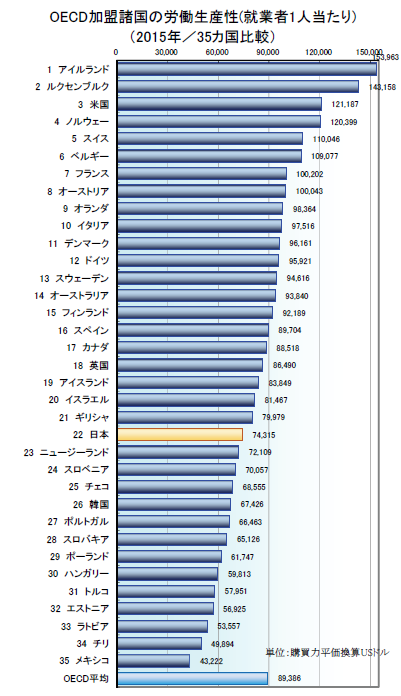 OECD加盟諸国の労働生産性(就業者1人当たり)
(2015年／35カ国比較)
0 30,000 60,000 90,000 120,000 150,000
1 アイルランド 153,963
2 ルクセンブルク 143,158
3 米国 121,187
4 ノルウェー 120,399
5 スイス 110,046
6 ベルギー 109,077
7 フランス 100,202
8 オーストリア 100,043
9 オランダ 98,364
10 イタリア 97,516
11 デンマーク 96,161
12 ドイツ 95,921
13 スウェーデン 94,616
14 オーストラリア 93,840
15 フィンランド 92,189
16 スペイン 89,704
17 カナダ 88,518
18 英国 86,490
19 アイスランド 83,849
20 イスラエル 81,467
21 ギリシャ 79,979
22 日本 74,315
23 ニュージーランド 72,109
24 スロベニア 70,057
25 チェコ 68,555
26 韓国 67,426
27 ポルトガル 66,463
28 スロバキア 65,126
29 ポーランド 61,747
30 ハンガリー 59,813
31 トルコ 57,951
32 エストニア 56,925
33 ラトビア 53,557
34 チリ 49,894
単位：購買力平価換算USドル
35 メキシコ 43,222
OECD平均 89,386